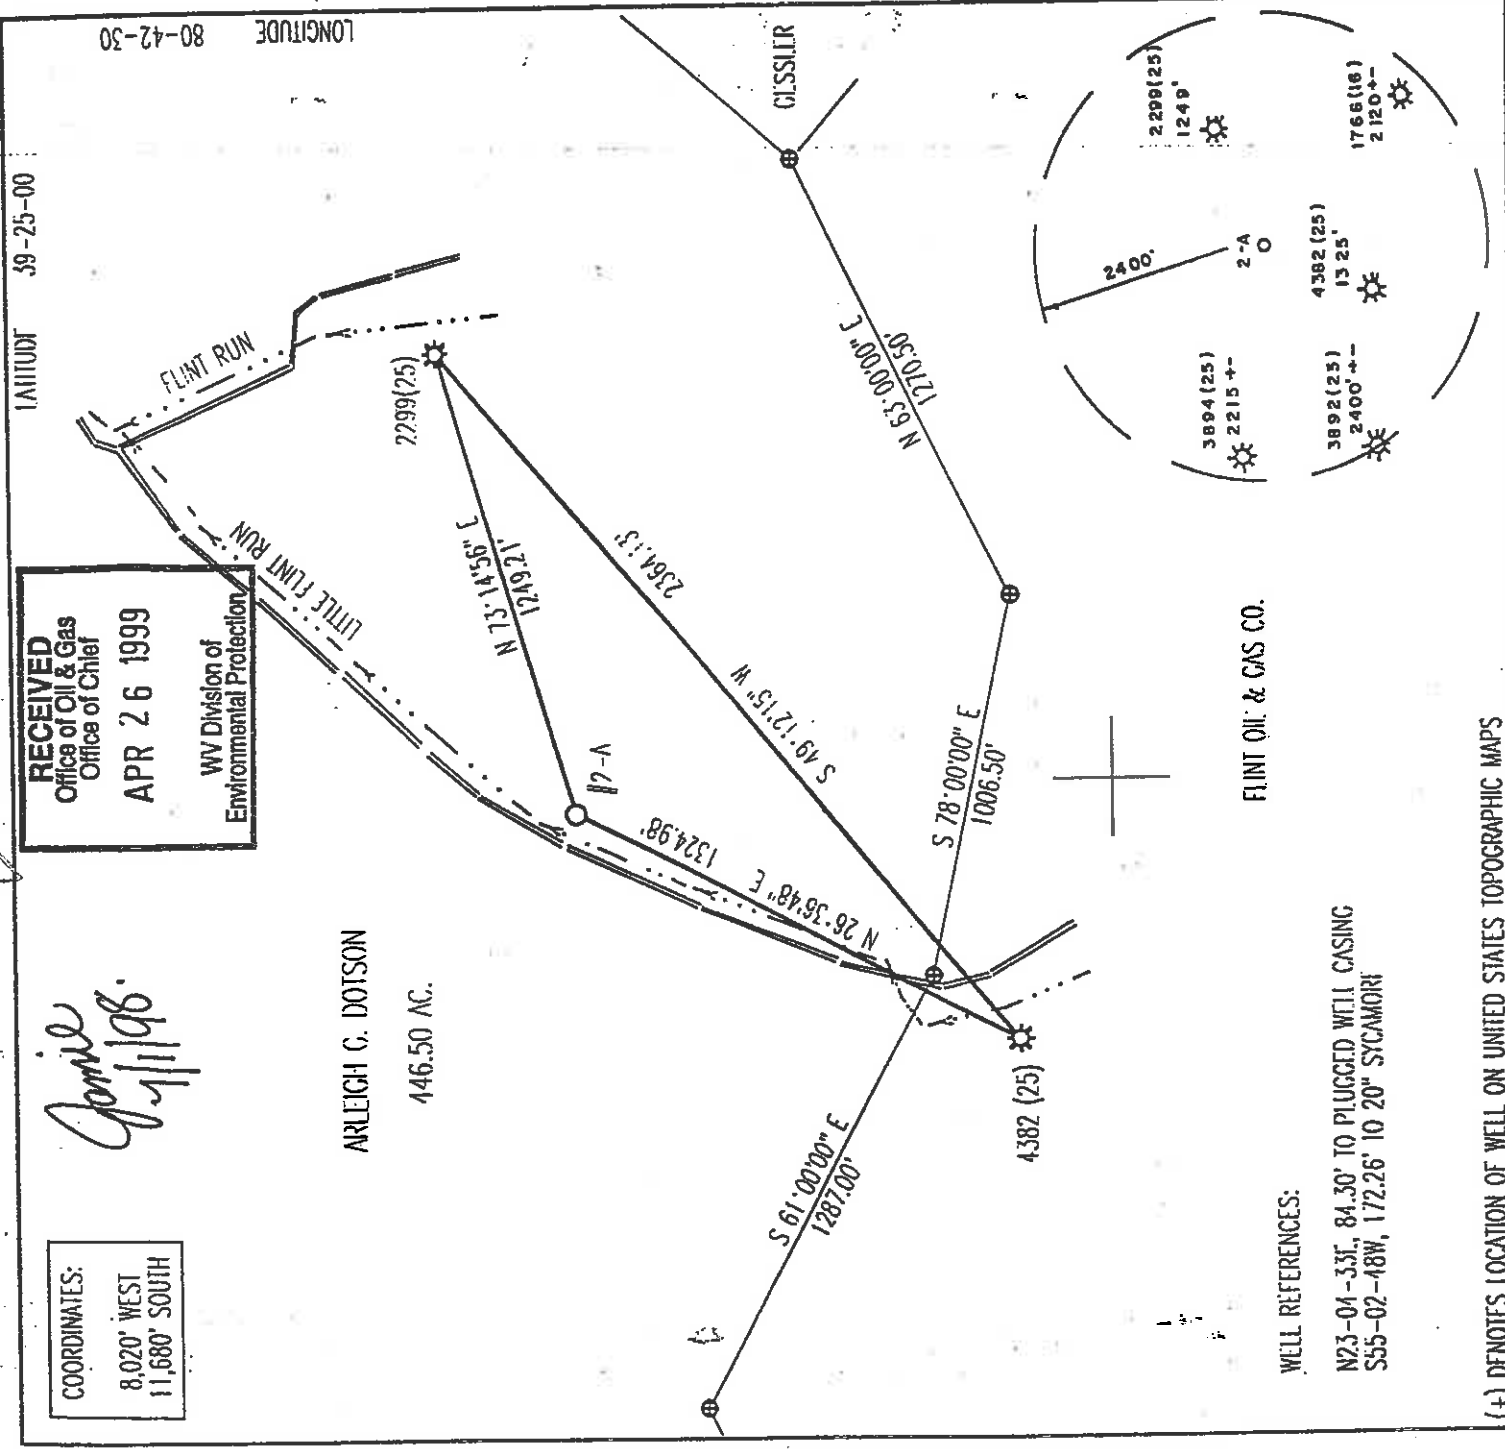 COORDINATES:
8,020' WEST
11,680' SOUTH
Jamie
RECEIVED
Office of Oil & Gas
Office of Chief
APR 26 1999
WV Division of
Environmental Protection
LATITUDE 39-25-00
LONGITUDE 80-42-30
ARLEIGH C. DOTSON
446.50 AC.
FLINT RUN
LITTLE FLINT RUN
2299(25)
N 73°14'56" E
1249.21'
#2-A
2364.13'
S 49°12'15" W
1324.98'
N 26°36'48" E
GESSLER
N 63°00'00" E
1270.50'
S 78°00'00" E
1006.50'
S 61°00'00" E
1287.00'
4382 (25)
FLINT OIL & GAS CO.
2400'
2-A
2299(25)
1249'
1766(16)
2120+-
4382(25)
1325'
3894(25)
2215+-
3892(25)
2400'+-
WELL REFERENCES:
N23-04-33E, 84.30' TO PLUGGED WELL CASING
S55-02-48W, 172.26' TO 20" SYCAMORE
(+) DENOTES LOCATION OF WELL ON UNITED STATES TOPOGRAPHIC MAPS